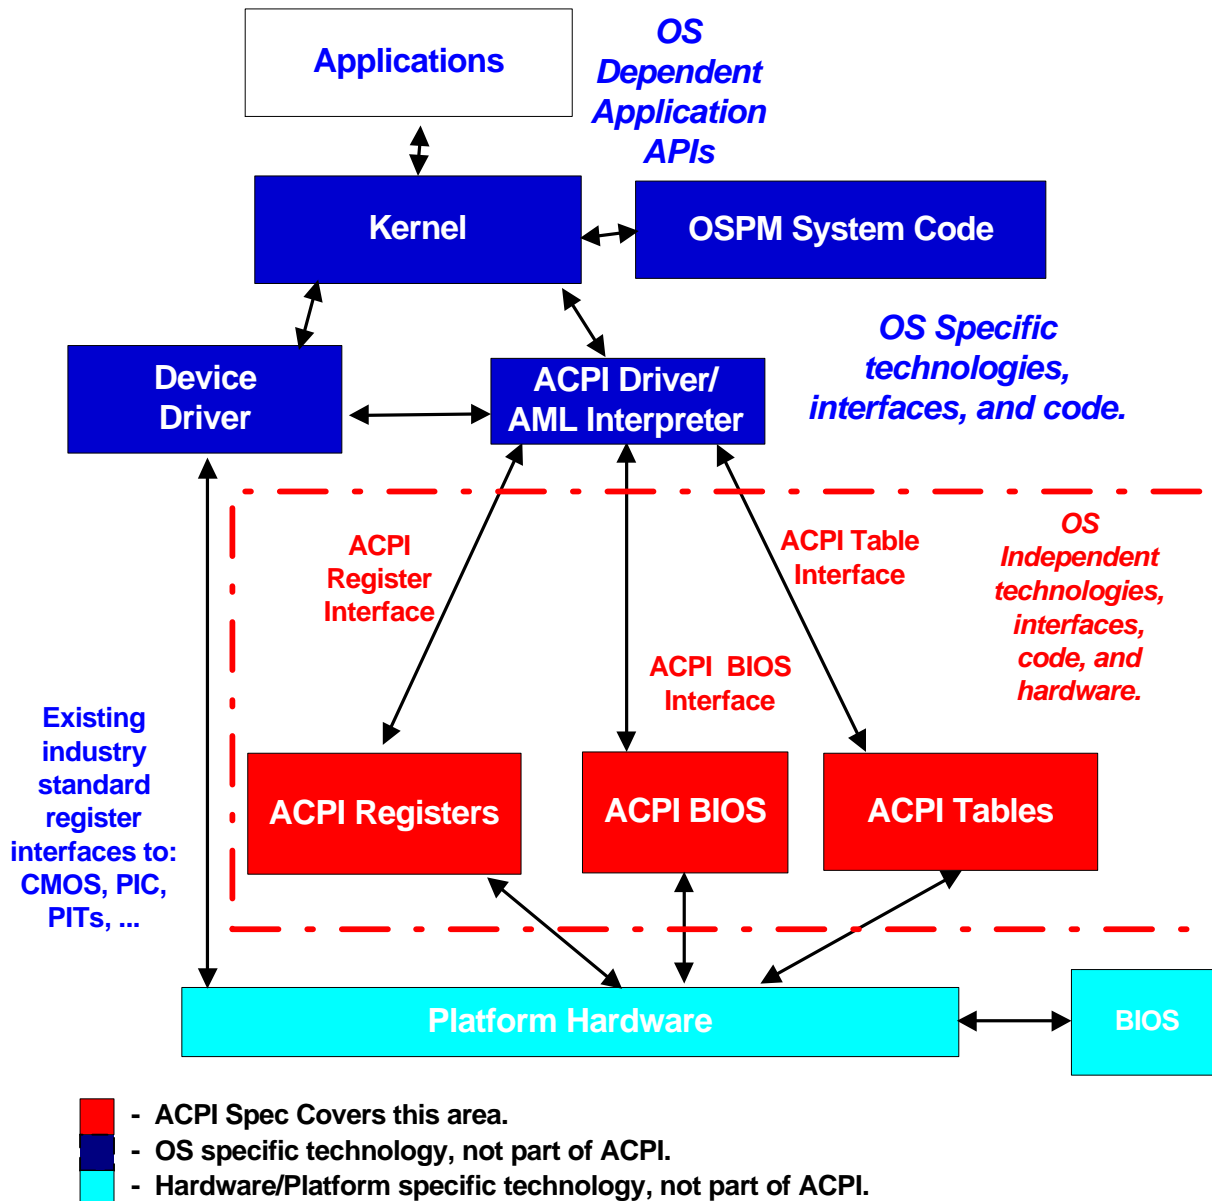 Applications
OS
Dependent
Application
APIs
Kernel
OSPM System Code
OS Specific
technologies,
interfaces, and code.
Device
Driver
ACPI Driver/
AML Interpreter
ACPI
Register
Interface
ACPI Table
Interface
OS
Independent
technologies,
interfaces,
code, and
hardware.
ACPI BIOS
Interface
Existing
industry
standard
register
interfaces to:
CMOS, PIC,
PITs, ...
ACPI Registers
ACPI BIOS
ACPI Tables
Platform Hardware
BIOS
- ACPI Spec Covers this area.
- OS specific technology, not part of ACPI.
- Hardware/Platform specific technology, not part of ACPI.